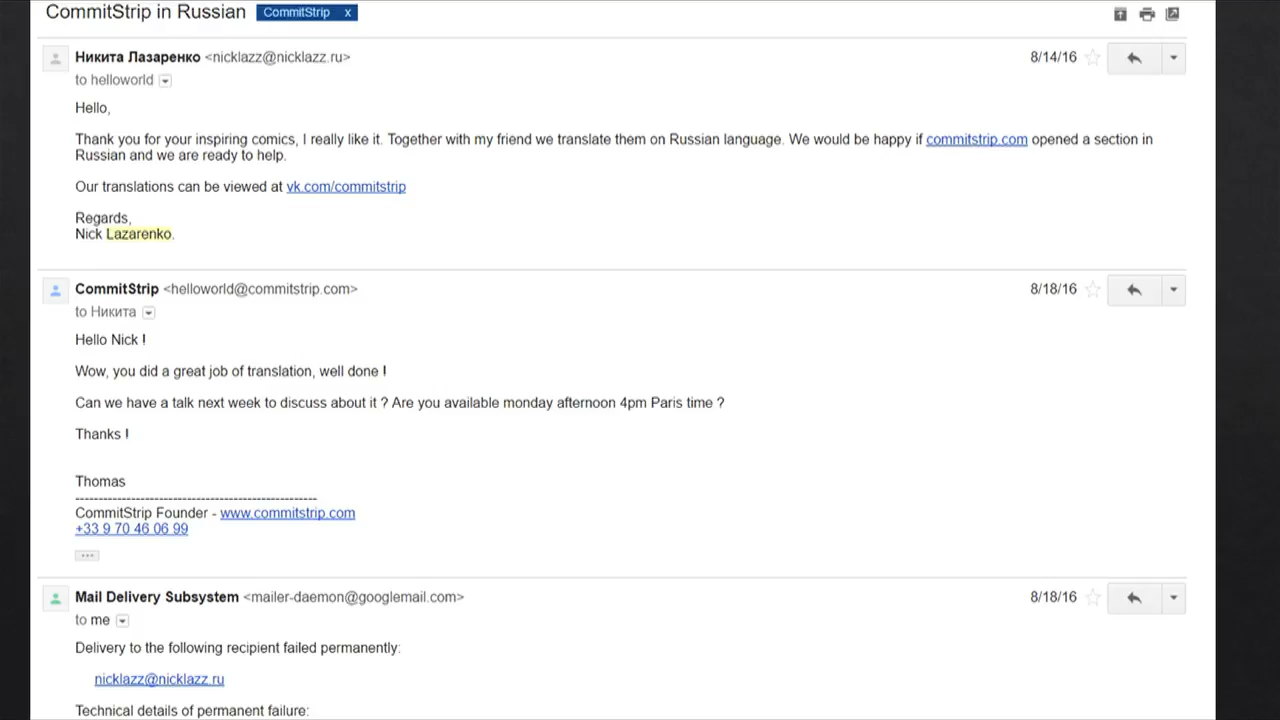 CommitStrip in Russian CommitStrip x
Никита Лазаренко <nicklazz@nicklazz.ru> 8/14/16
to helloworld
Hello,
Thank you for your inspiring comics, I really like it. Together with my friend we translate them on Russian language. We would be happy if commitstrip.com opened a section in
Russian and we are ready to help.
Our translations can be viewed at vk.com/commitstrip
Regards,
Nick Lazarenko.
CommitStrip <helloworld@commitstrip.com> 8/18/16
to Никита
Hello Nick !
Wow, you did a great job of translation, well done !
Can we have a talk next week to discuss about it ? Are you available monday afternoon 4pm Paris time ?
Thanks !
Thomas
----------------------------------------------------
CommitStrip Founder - www.commitstrip.com
+33 9 70 46 06 99
Mail Delivery Subsystem <mailer-daemon@googlemail.com> 8/18/16
to me
Delivery to the following recipient failed permanently:
nicklazz@nicklazz.ru
Technical details of permanent failure: